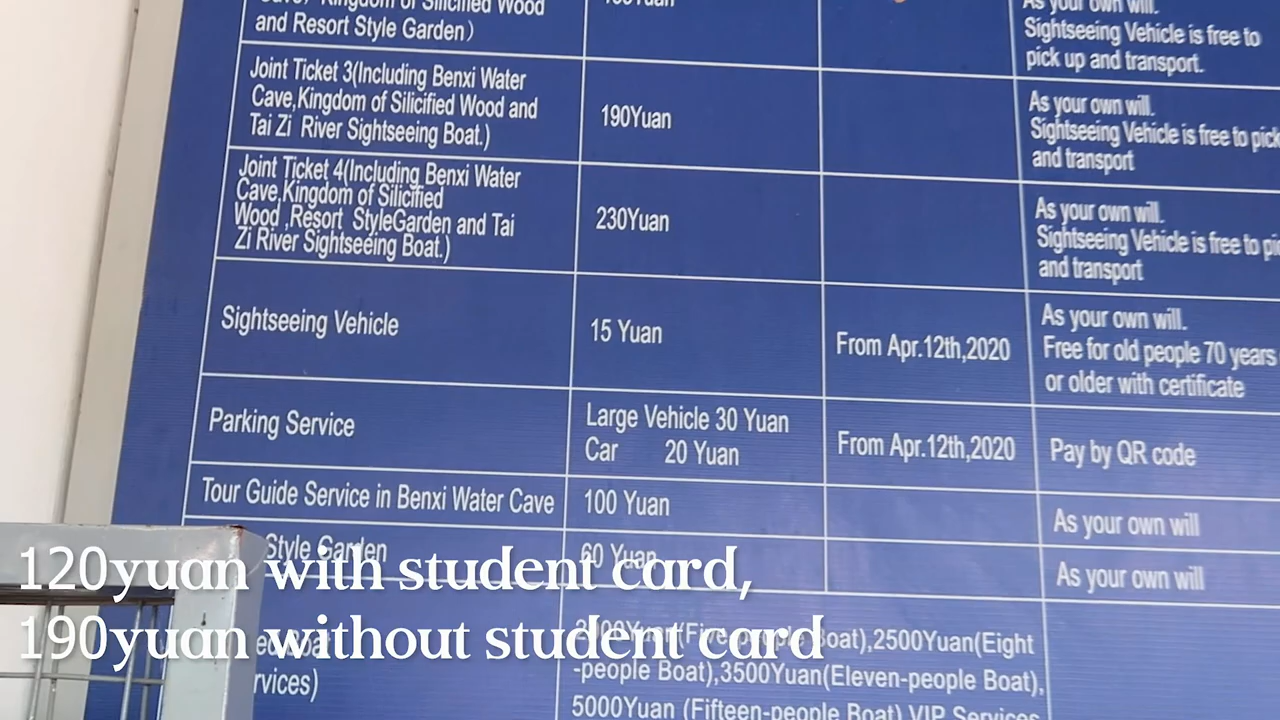 Cave, Kingdom of Silicified Wood
and Resort Style Garden)
As your own will.
Sightseeing Vehicle is free to
pick up and transport.
Joint Ticket 3(Including Benxi Water
Cave,Kingdom of Silicified Wood and
Tai Zi River Sightseeing Boat.)
190Yuan
As your own will.
Sightseeing Vehicle is free to pick
and transport
Joint Ticket 4(Including Benxi Water
Cave,Kingdom of Silicified
Wood ,Resort StyleGarden and Tai
Zi River Sightseeing Boat.)
230Yuan
As your own will.
Sightseeing Vehicle is free to
and transport
Sightseeing Vehicle
15 Yuan
From Apr.12th,2020
As your own will.
Free for old people 70 years
or older with certificate
Parking Service
Large Vehicle 30 Yuan
Car 20 Yuan
From Apr.12th,2020
Pay by QR code
Tour Guide Service in Benxi Water Cave
100 Yuan
As your own will
Style Garden
60 Yuan
As your own will
2000Yuan(Five-people Boat),2500Yuan(Eight
-people Boat),3500Yuan(Eleven-people Boat),
5000Yuan (Fifteen-people Boat) VIP Services
120yuan with student card,
190yuan without student card